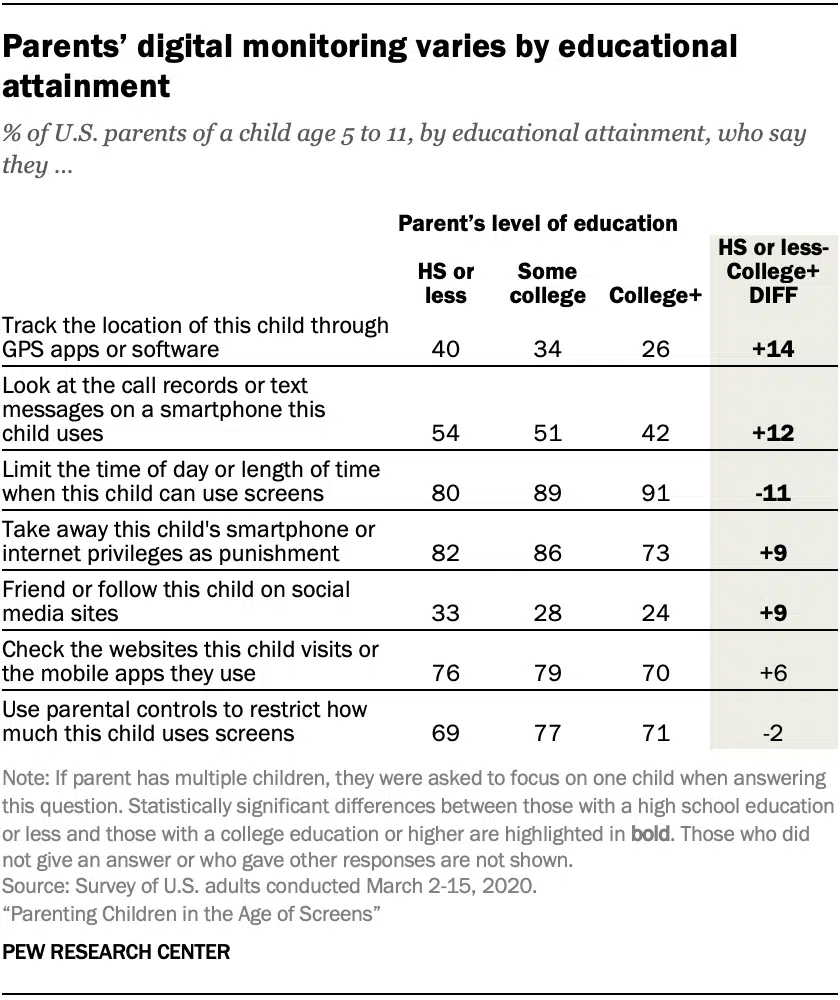 Parents’ digital monitoring varies by educational
attainment
% of U.S. parents of a child age 5 to 11, by educational attainment, who say
they ...
Parent’s level of education
HS or less
Some college
College+
HS or less-College+ DIFF
Track the location of this child through
GPS apps or software 40 34 26 +14
Look at the call records or text
messages on a smartphone this
child uses 54 51 42 +12
Limit the time of day or length of time
when this child can use screens 80 89 91 -11
Take away this child's smartphone or
internet privileges as punishment 82 86 73 +9
Friend or follow this child on social
media sites 33 28 24 +9
Check the websites this child visits or
the mobile apps they use 76 79 70 +6
Use parental controls to restrict how
much this child uses screens 69 77 71 -2
Note: If parent has multiple children, they were asked to focus on one child when answering
this question. Statistically significant differences between those with a high school education
or less and those with a college education or higher are highlighted in bold. Those who did
not give an answer or who gave other responses are not shown.
Source: Survey of U.S. adults conducted March 2-15, 2020.
“Parenting Children in the Age of Screens”
PEW RESEARCH CENTER